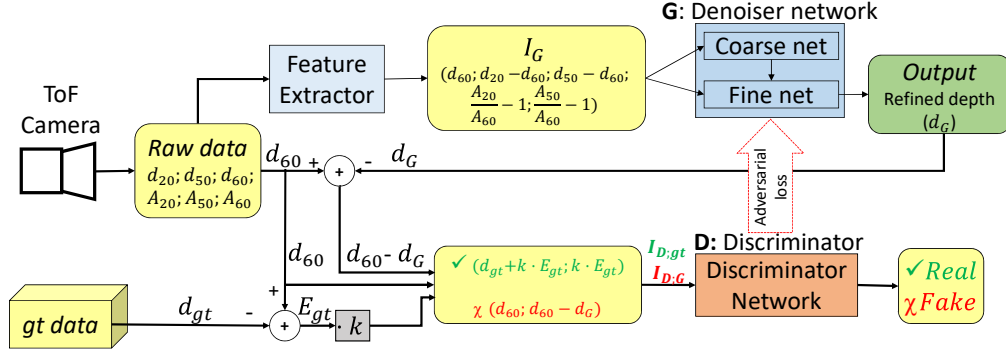 G: Denoiser network
ToF
Camera
Feature
Extractor
I_G
(d_60; d_20 − d_60; d_50 − d_60;
A_20/A_60 − 1; A_50/A_60 − 1)
Coarse net
Fine net
Output
Refined depth
(d_G)
Raw data
d_20; d_50; d_60;
A_20; A_50; A_60
d_60
+
-
d_G
+
Adversarial
loss
d_60
d_60 - d_G
✓ (d_gt + k · E_gt; k · E_gt)
χ (d_60; d_60 − d_G)
I_D;gt
I_D;G
D: Discriminator
Discriminator
Network
✓Real
χFake
gt data
d_gt
-
+
+
E_gt
· k